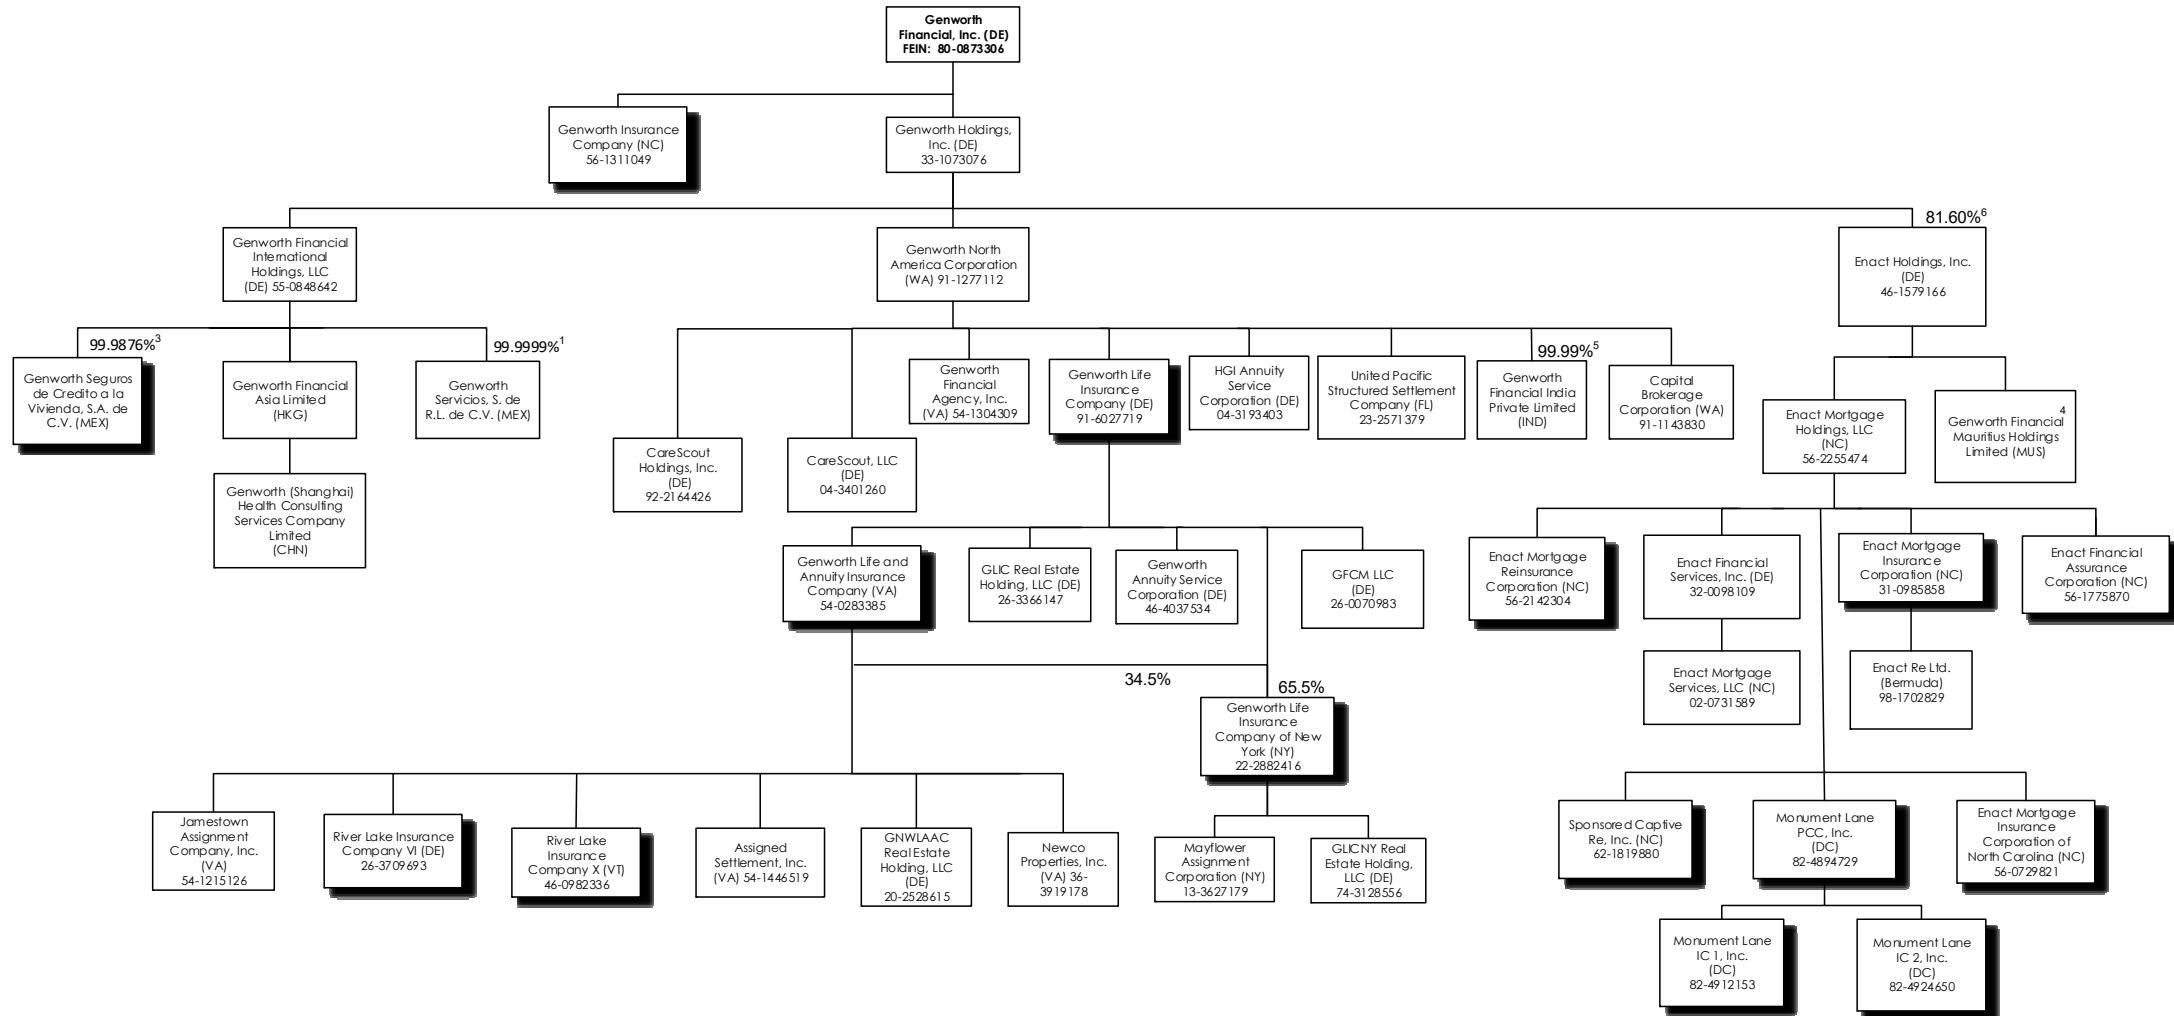 Genworth
Financial, Inc. (DE)
FEIN: 80-0873306
Genworth Insurance
Company (NC)
56-1311049
Genworth Holdings,
Inc. (DE)
33-1073076
Genworth Financial
International
Holdings, LLC
(DE) 55-0848642
Genworth North
America Corporation
(WA) 91-1277112
81.60%6
Enact Holdings, Inc.
(DE)
46-1579166
99.9876%3
Genworth Seguros
de Credito a la
Vivienda, S.A. de
C.V. (MEX)
Genworth Financial
Asia Limited
(HKG)
99.9999%1
Genworth
Servicios, S. de
R.L. de C.V. (MEX)
Genworth (Shanghai)
Health Consulting
Services Company
Limited
(CHN)
CareScout
Holdings, Inc.
(DE)
92-2164426
CareScout, LLC
(DE)
04-3401260
Genworth
Financial
Agency, Inc.
(VA) 54-1304309
Genworth Life
Insurance
Company (DE)
91-6027719
HGI Annuity
Service
Corporation (DE)
04-3193403
United Pacific
Structured Settlement
Company (FL)
23-2571379
99.99%5
Genworth
Financial India
Private Limited
(IND)
Capital
Brokerage
Corporation (WA)
91-1143830
Enact Mortgage
Holdings, LLC
(NC)
56-2255474
4
Genworth Financial
Mauritius Holdings
Limited (MUS)
Genworth Life and
Annuity Insurance
Company (VA)
54-0283385
GLIC Real Estate
Holding, LLC (DE)
26-3366147
Genworth
Annuity Service
Corporation (DE)
46-4037534
GFCM LLC
(DE)
26-0070983
Enact Mortgage
Reinsurance
Corporation (NC)
56-2142304
Enact Financial
Services, Inc. (DE)
32-0098109
Enact Mortgage
Insurance
Corporation (NC)
31-0985858
Enact Financial
Assurance
Corporation (NC)
56-1775870
34.5%
65.5%
Genworth Life
Insurance
Company of New
York (NY)
22-2882416
Enact Mortgage
Services, LLC (NC)
02-0731589
Enact Re Ltd.
(Bermuda)
98-1702829
Jamestown
Assignment
Company, Inc.
(VA)
54-1215126
River Lake Insurance
Company VI (DE)
26-3709693
River Lake
Insurance
Company X (VT)
46-0982336
Assigned
Settlement, Inc.
(VA) 54-1446519
GNWLAAC
Real Estate
Holding, LLC
(DE)
20-2528615
Newco
Properties, Inc.
(VA) 36-
3919178
Mayflower
Assignment
Corporation (NY)
13-3627179
GLICNY Real
Estate Holding,
LLC (DE)
74-3128556
Sponsored Captive
Re, Inc. (NC)
62-1819880
Monument Lane
PCC, Inc.
(DC)
82-4894729
Enact Mortgage
Insurance
Corporation of
North Carolina (NC)
56-0729821
Monument Lane
IC 1, Inc.
(DC)
82-4912153
Monument Lane
IC 2, Inc.
(DC)
82-4924650